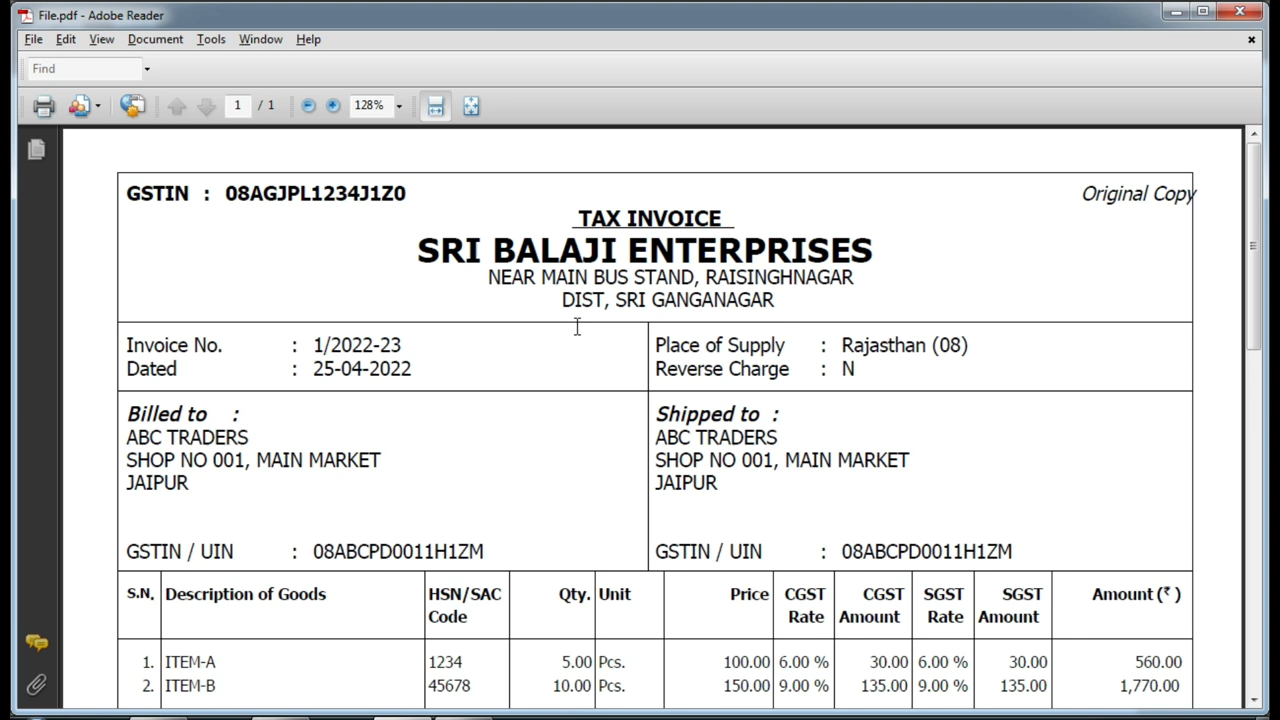 File.pdf - Adobe Reader
File Edit View Document Tools Window Help
Find
1 / 1 128%
GSTIN : 08AGJPL1234J1Z0 Original Copy
TAX INVOICE
SRI BALAJI ENTERPRISES
NEAR MAIN BUS STAND, RAISINGHNAGAR
DIST, SRI GANGANAGAR
Invoice No. : 1/2022-23 Place of Supply : Rajasthan (08)
Dated : 25-04-2022 Reverse Charge : N
Billed to : Shipped to :
ABC TRADERS ABC TRADERS
SHOP NO 001, MAIN MARKET SHOP NO 001, MAIN MARKET
JAIPUR JAIPUR
GSTIN / UIN : 08ABCPD0011H1ZM GSTIN / UIN : 08ABCPD0011H1ZM
S.N. Description of Goods HSN/SAC Qty. Unit Price CGST CGST SGST SGST Amount (₹ )
Code Rate Amount Rate Amount
1. ITEM-A 1234 5.00 Pcs. 100.00 6.00 % 30.00 6.00 % 30.00 560.00
2. ITEM-B 45678 10.00 Pcs. 150.00 9.00 % 135.00 9.00 % 135.00 1,770.00